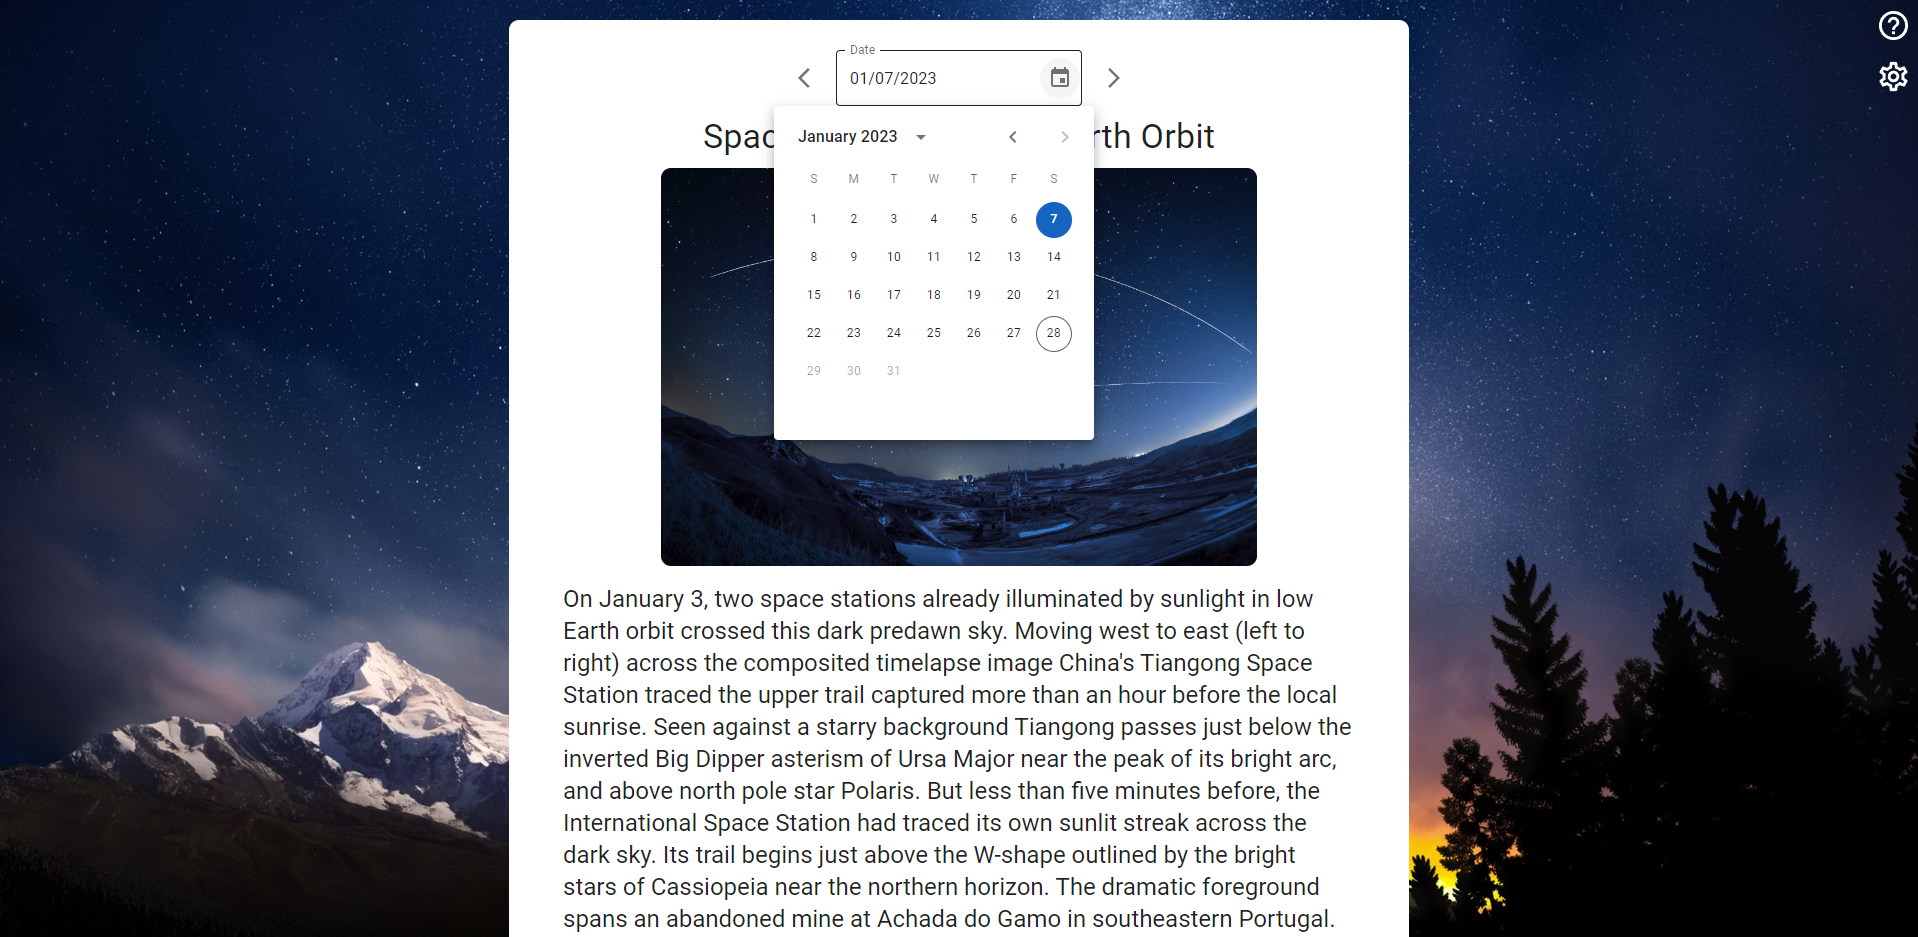 Date
01/07/2023
January 2023
Spac rth Orbit
S M T W T F S
1 2 3 4 5 6 7
8 9 10 11 12 13 14
15 16 17 18 19 20 21
22 23 24 25 26 27 28
29 30 31
On January 3, two space stations already illuminated by sunlight in low
Earth orbit crossed this dark predawn sky. Moving west to east (left to
right) across the composited timelapse image China's Tiangong Space
Station traced the upper trail captured more than an hour before the local
sunrise. Seen against a starry background Tiangong passes just below the
inverted Big Dipper asterism of Ursa Major near the peak of its bright arc,
and above north pole star Polaris. But less than five minutes before, the
International Space Station had traced its own sunlit streak across the
dark sky. Its trail begins just above the W-shape outlined by the bright
stars of Cassiopeia near the northern horizon. The dramatic foreground
spans an abandoned mine at Achada do Gamo in southeastern Portugal.